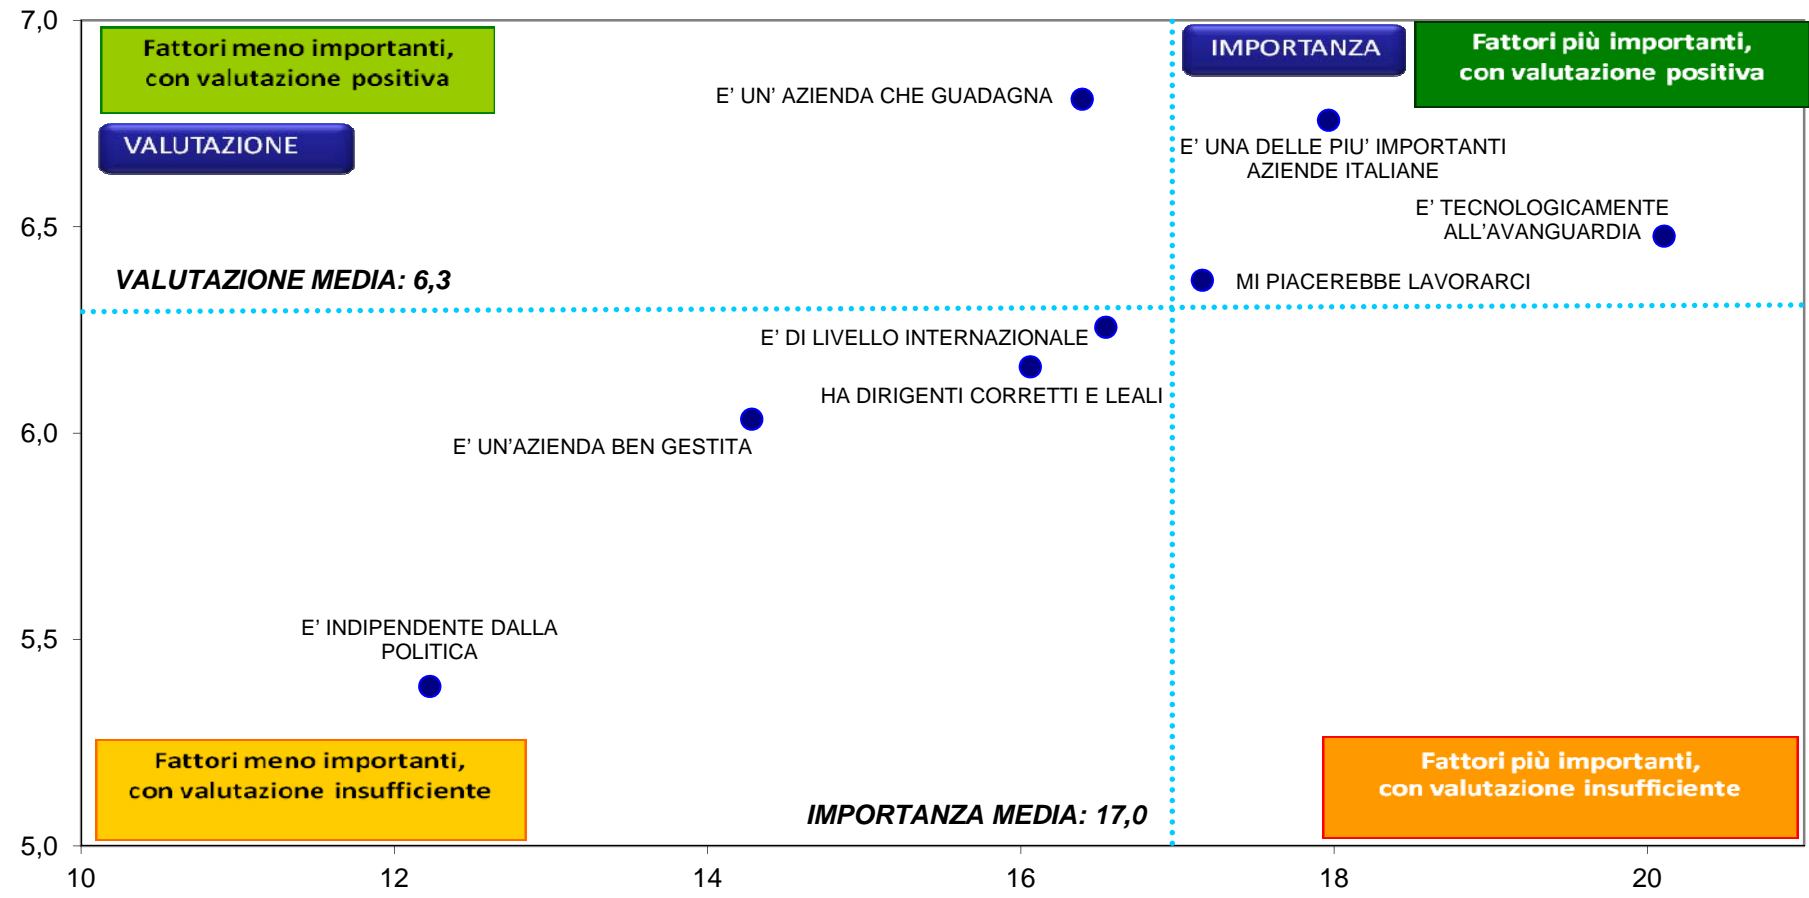 7,0
Fattori meno importanti,
con valutazione positiva
IMPORTANZA
Fattori più importanti,
con valutazione positiva
E' UN' AZIENDA CHE GUADAGNA
VALUTAZIONE
E' UNA DELLE PIU' IMPORTANTI
AZIENDE ITALIANE
6,5
E' TECNOLOGICAMENTE
ALL'AVANGUARDIA
VALUTAZIONE MEDIA: 6,3
MI PIACEREBBE LAVORARCI
E' DI LIVELLO INTERNAZIONALE
HA DIRIGENTI CORRETTI E LEALI
6,0
E' UN'AZIENDA BEN GESTITA
5,5
E' INDIPENDENTE DALLA
POLITICA
Fattori meno importanti,
con valutazione insufficiente
IMPORTANZA MEDIA: 17,0
Fattori più importanti,
con valutazione insufficiente
5,0
10 12 14 16 18 20